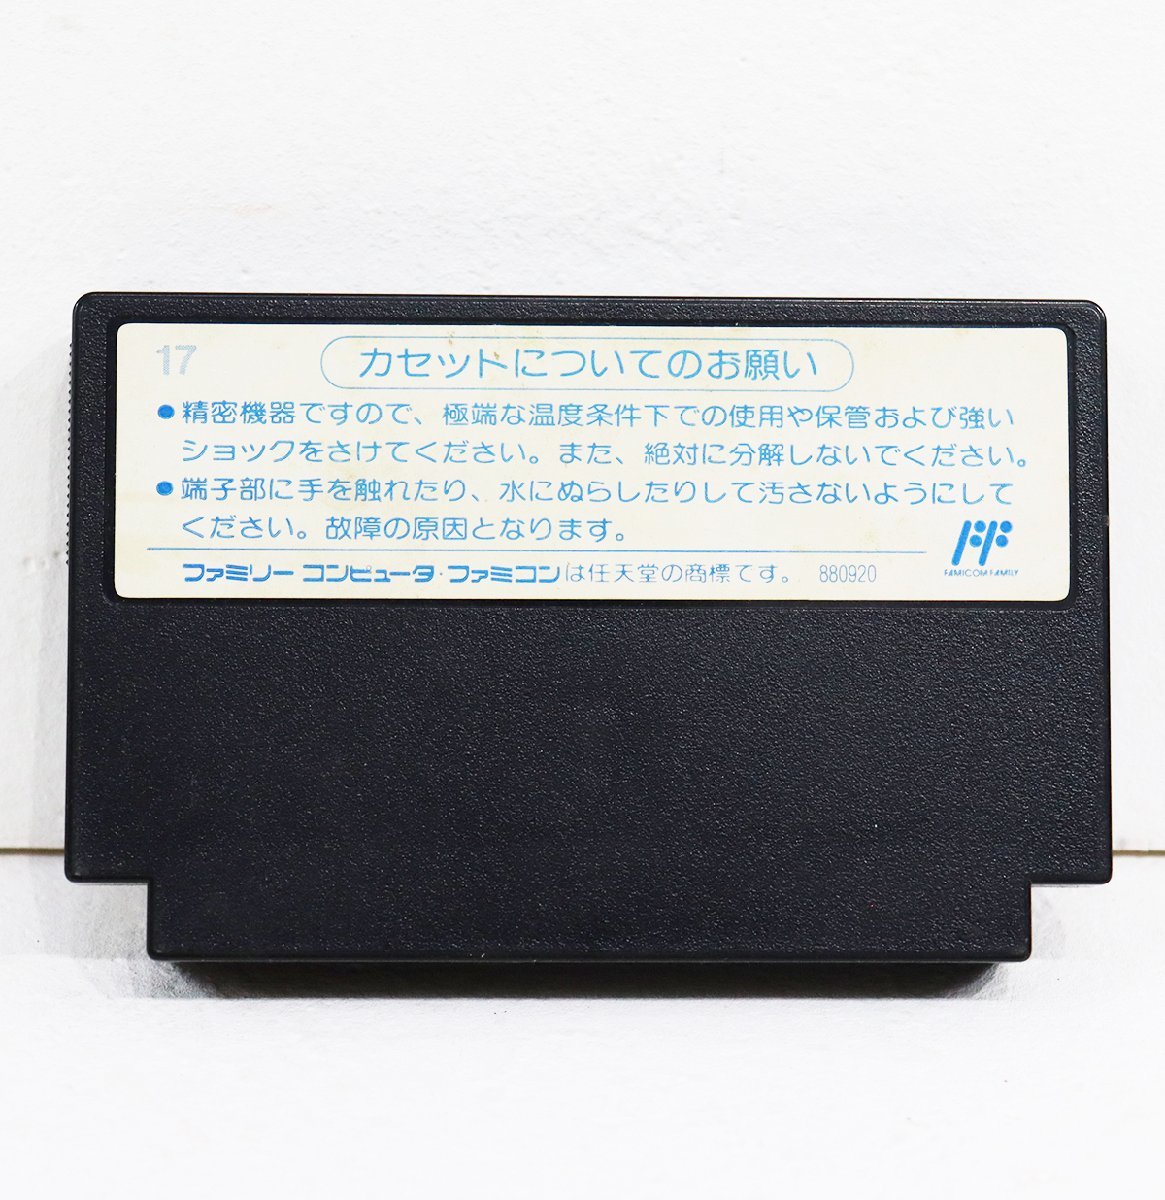 17
カセットについてのお願い
●精密機器ですので、極端な温度条件下での使用や保管および強い
ショックをさけてください。また、絶対に分解しないでください。
●端子部に手を触れたり、水にぬらしたりして汚さないようにして
ください。故障の原因となります。
ファミリーコンピュータ・ファミコンは任天堂の商標です。 880920
FAMICOM FAMILY